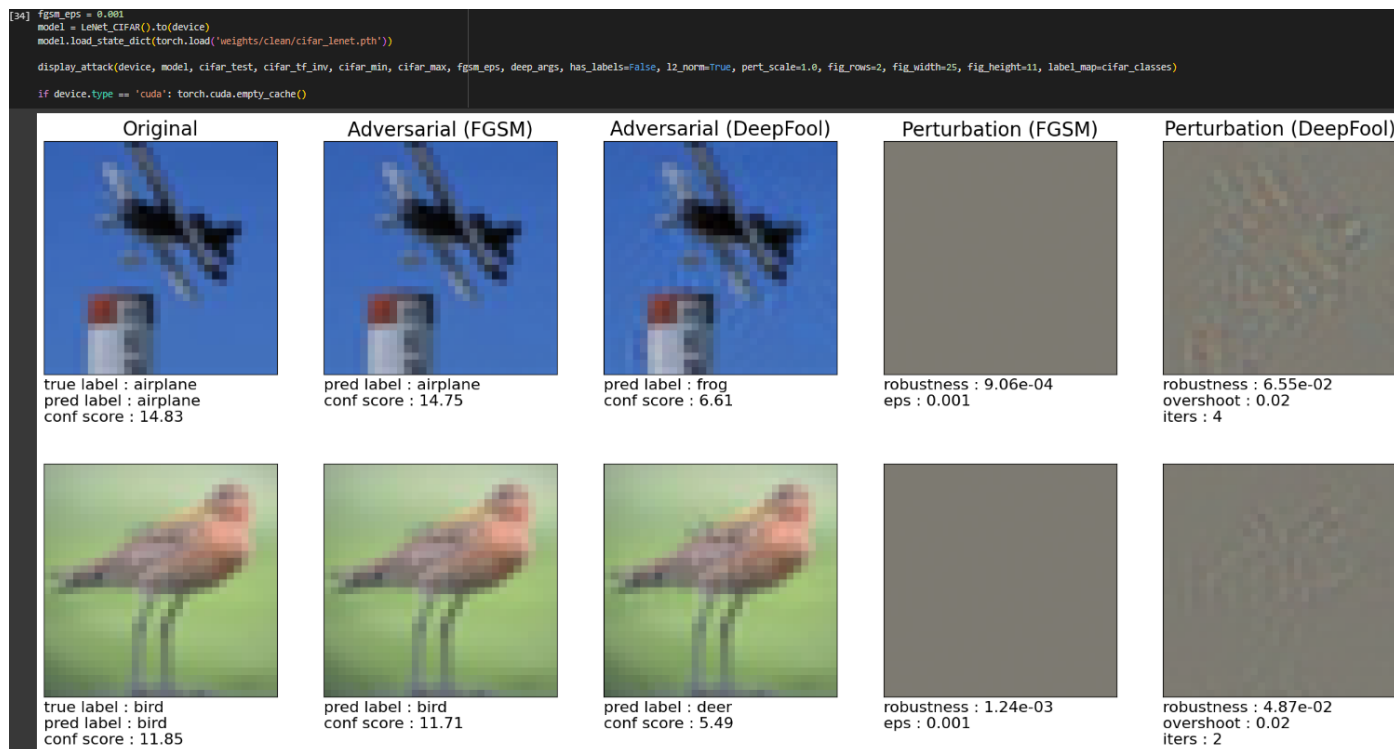 [34] fgsm_eps = 0.001
model = LeNet_CIFAR().to(device)
model.load_state_dict(torch.load('weights/clean/cifar_lenet.pth'))
display_attack(device, model, cifar_test, cifar_tf_inv, cifar_min, cifar_max, fgsm_eps, deep_args, has_labels=False, l2_norm=True, pert_scale=1.0, fig_rows=2, fig_width=25, fig_height=11, label_map=cifar_classes)
if device.type == 'cuda': torch.cuda.empty_cache()
Original Adversarial (FGSM) Adversarial (DeepFool) Perturbation (FGSM) Perturbation (DeepFool)
true label : airplane pred label : airplane pred label : frog robustness : 9.06e-04 robustness : 6.55e-02
pred label : airplane conf score : 14.75 conf score : 6.61 eps : 0.001 overshoot : 0.02
conf score : 14.83 iters : 4
true label : bird pred label : bird pred label : deer robustness : 1.24e-03 robustness : 4.87e-02
pred label : bird conf score : 11.71 conf score : 5.49 eps : 0.001 overshoot : 0.02
conf score : 11.85 iters : 2